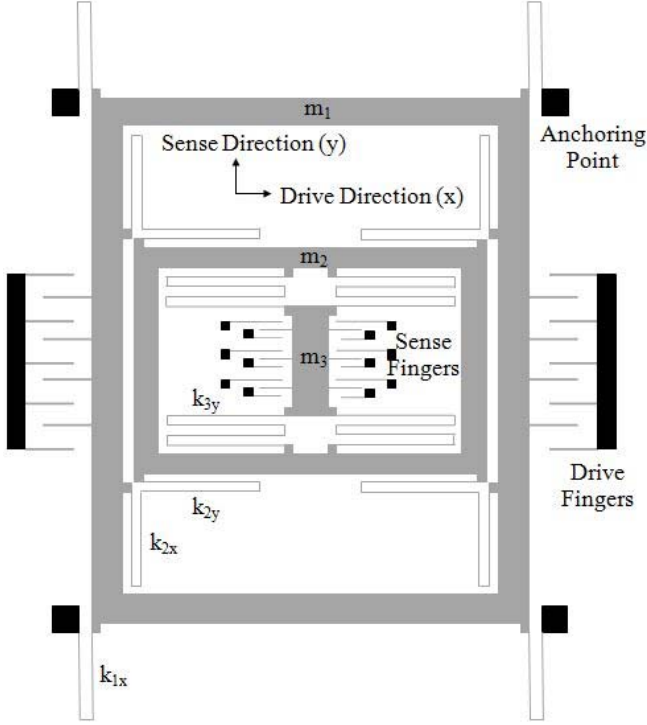 m₁
Sense Direction (y)
Anchoring
Point
Drive Direction (x)
m₂
m₃
Sense
Fingers
k₃y
Drive
Fingers
k₂y
k₂x
k₁x